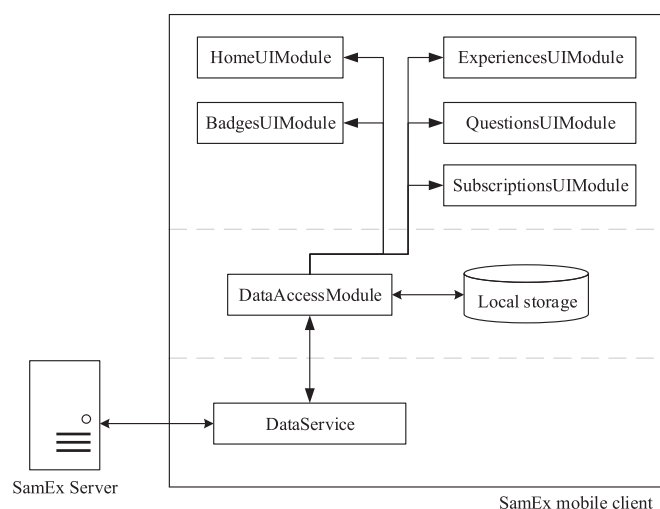 HomeUIModule
ExperiencesUIModule
BadgesUIModule
QuestionsUIModule
SubscriptionsUIModule
DataAccessModule
Local storage
DataService
SamEx Server
SamEx mobile client